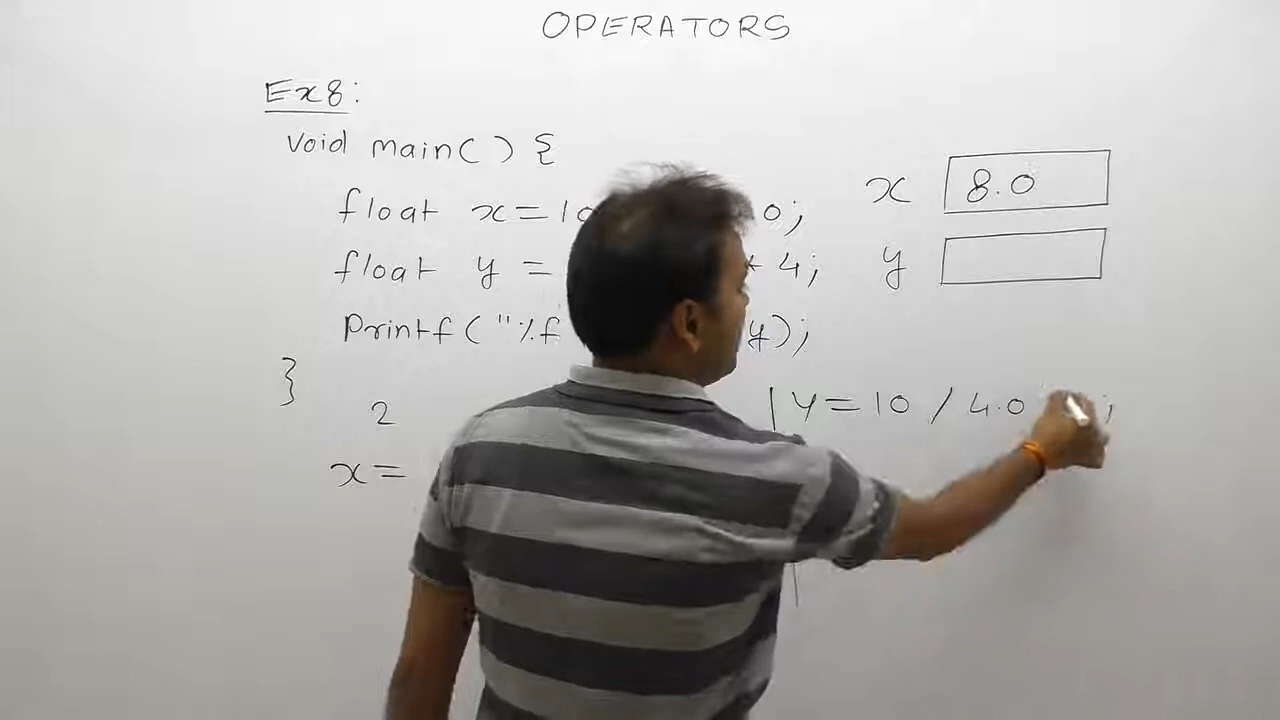 OPERATORS
Ex8:
void main() {
float x=10 0;
float y = * 4;
Printf("%f y);
}
x 8.0
y
2
x=
y=10 / 4.0 ;